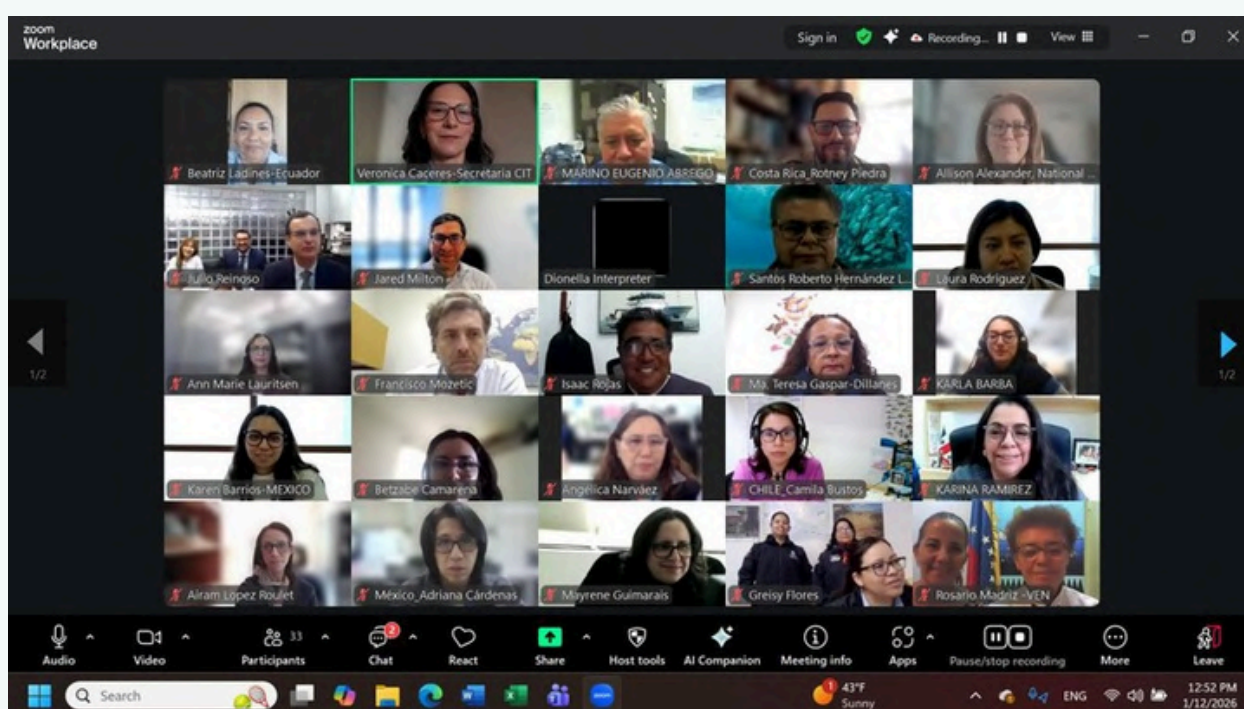 zoom
Workplace
Sign in
Recording...
View
Beatriz Ladines-Ecuador
Veronica Caceres-Secretaria CIT
MARINO EUGENIO ABREGO
Costa Rica_Rotney Piedra
Allison Alexander, National ...
Julio Reinoso
Jared Milton
Dionella Interpreter
Santos Roberto Hernández L...
Laura Rodriguez
Ann Marie Lauritsen
Francisco Mozetic
Isaac Rojas
Ma. Teresa Gaspar-Dillanes
KARLA BARBA
Karen Barrios-MEXICO
Betzabe Camarena
Angélica Narváez
CHILE_Camila Bustos
KARINA RAMIREZ
Airam Lopez Roulet
México_Adriana Cárdenas
Mayrene Guimarais
Greisy Flores
Rosario Madriz -VEN
1/2
1/2
33
2
Audio
Video
Participants
Chat
React
Share
Host tools
AI Companion
Meeting info
Apps
Pause/stop recording
More
Leave
Search
1
43°F
Sunny
ENG
12:52 PM
1/12/2026